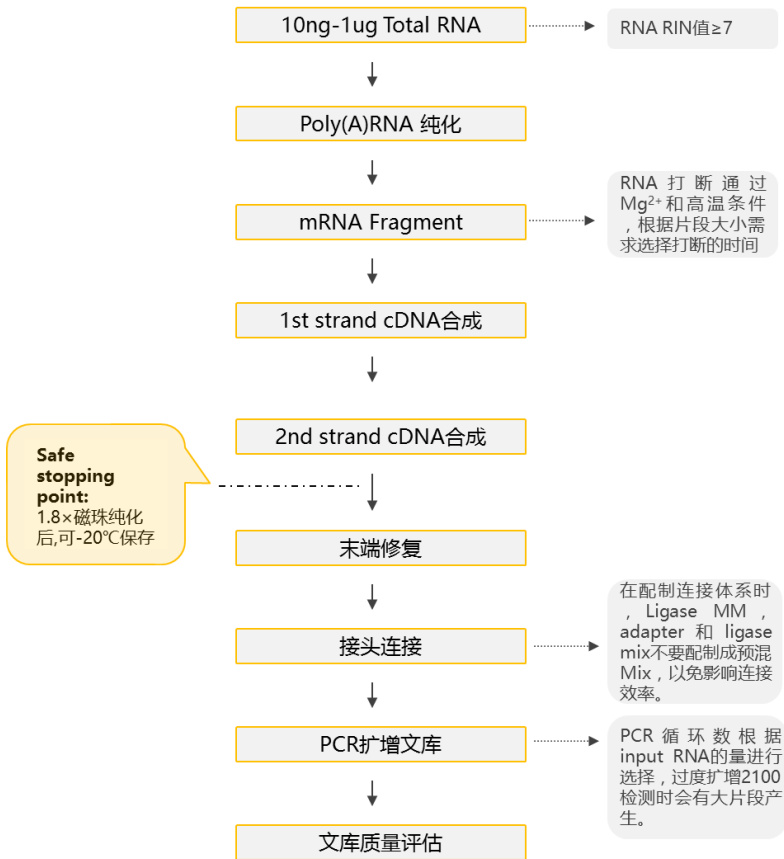 10ng-1ug Total RNA
RNA RIN值≥7
Poly(A)RNA 纯化
RNA 打断通过
Mg²⁺和高温条件
，根据片段大小需
求选择打断的时间
mRNA Fragment
1st strand cDNA合成
2nd strand cDNA合成
Safe
stopping
point:
1.8×磁珠纯化
后,可-20℃保存
末端修复
在配制连接体系时
，Ligase MM，
adapter 和 ligase
mix不要配制成预混
Mix，以免影响连接
效率。
接头连接
PCR扩增文库
PCR循环数根据
input RNA的量进行
选择，过度扩增2100
检测时会有大片段产
生。
文库质量评估